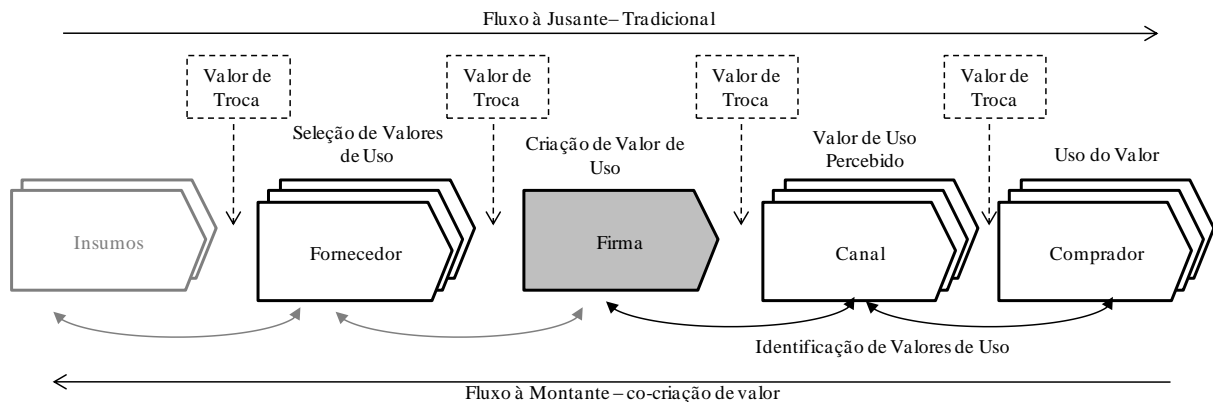 Fluxo à Jusante– Tradicional
Valor de
Troca
Valor de
Troca
Valor de
Troca
Valor de
Troca
Seleção de Valores
de Uso
Criação de Valor de
Uso
Valor de Uso
Percebido
Uso do Valor
Insumos
Fornecedor
Firma
Canal
Comprador
Identificação de Valores de Uso
Fluxo à Montante – co-criação de valor